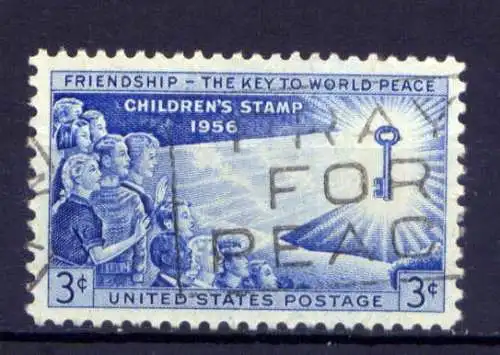 FRIENDSHIP - THE KEY TO WORLD PEACE
CHILDREN'S STAMP
1956
PRAY
FOR
PEAC
3¢
UNITED STATES POSTAGE
3¢